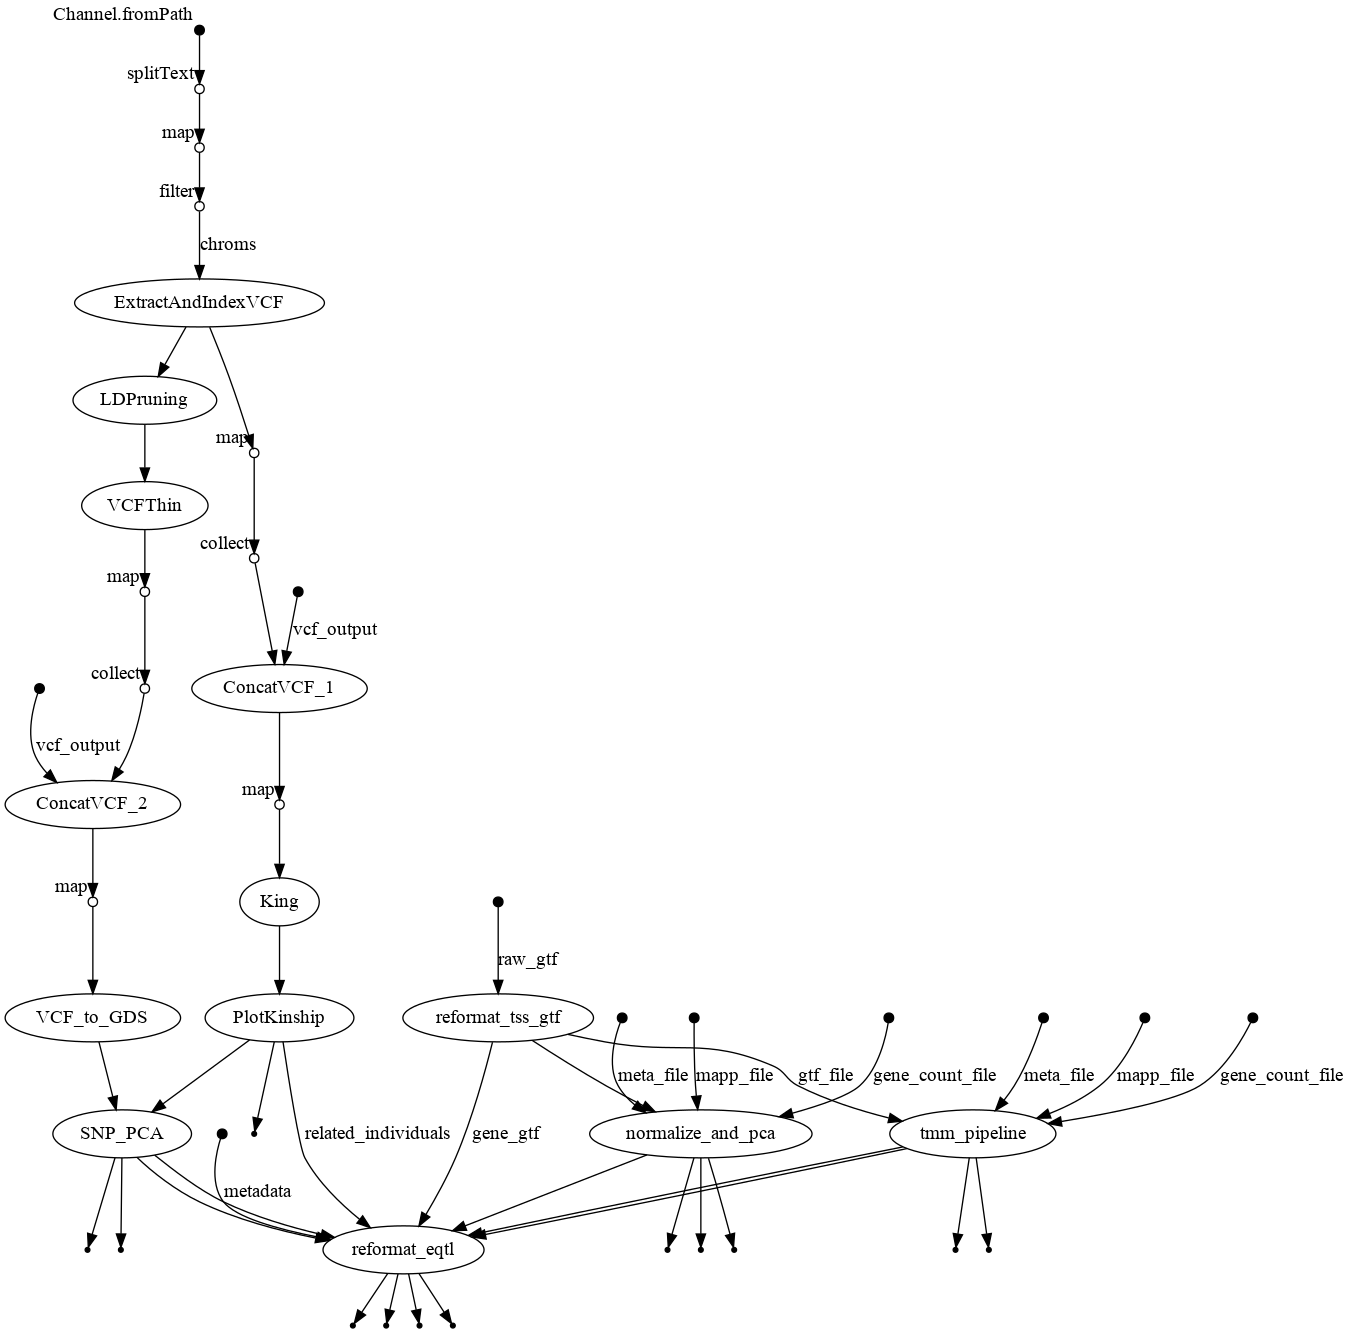 Channel.fromPath
splitText
map
filter
chroms
ExtractAndIndexVCF
LDPruning
map
VCFThin
collect
map
vcf_output
collect
ConcatVCF_1
vcf_output
map
ConcatVCF_2
map
King
raw_gtf
VCF_to_GDS
PlotKinship
reformat_tss_gtf
meta_file
mapp_file
gtf_file
gene_count_file
meta_file
mapp_file
gene_count_file
SNP_PCA
related_individuals
gene_gtf
normalize_and_pca
tmm_pipeline
metadata
reformat_eqtl